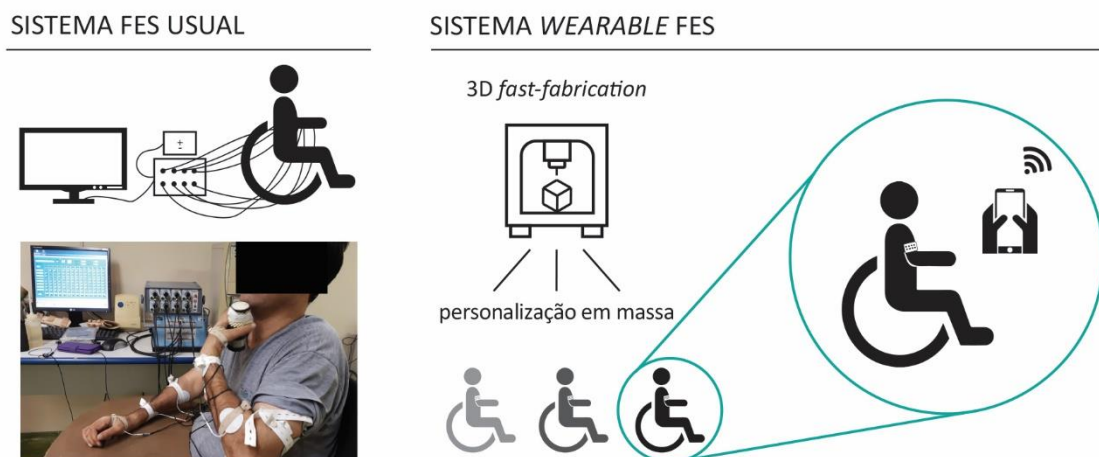 SISTEMA FES USUAL
SISTEMA WEARABLE FES
3D fast-fabrication
±
personalização em massa